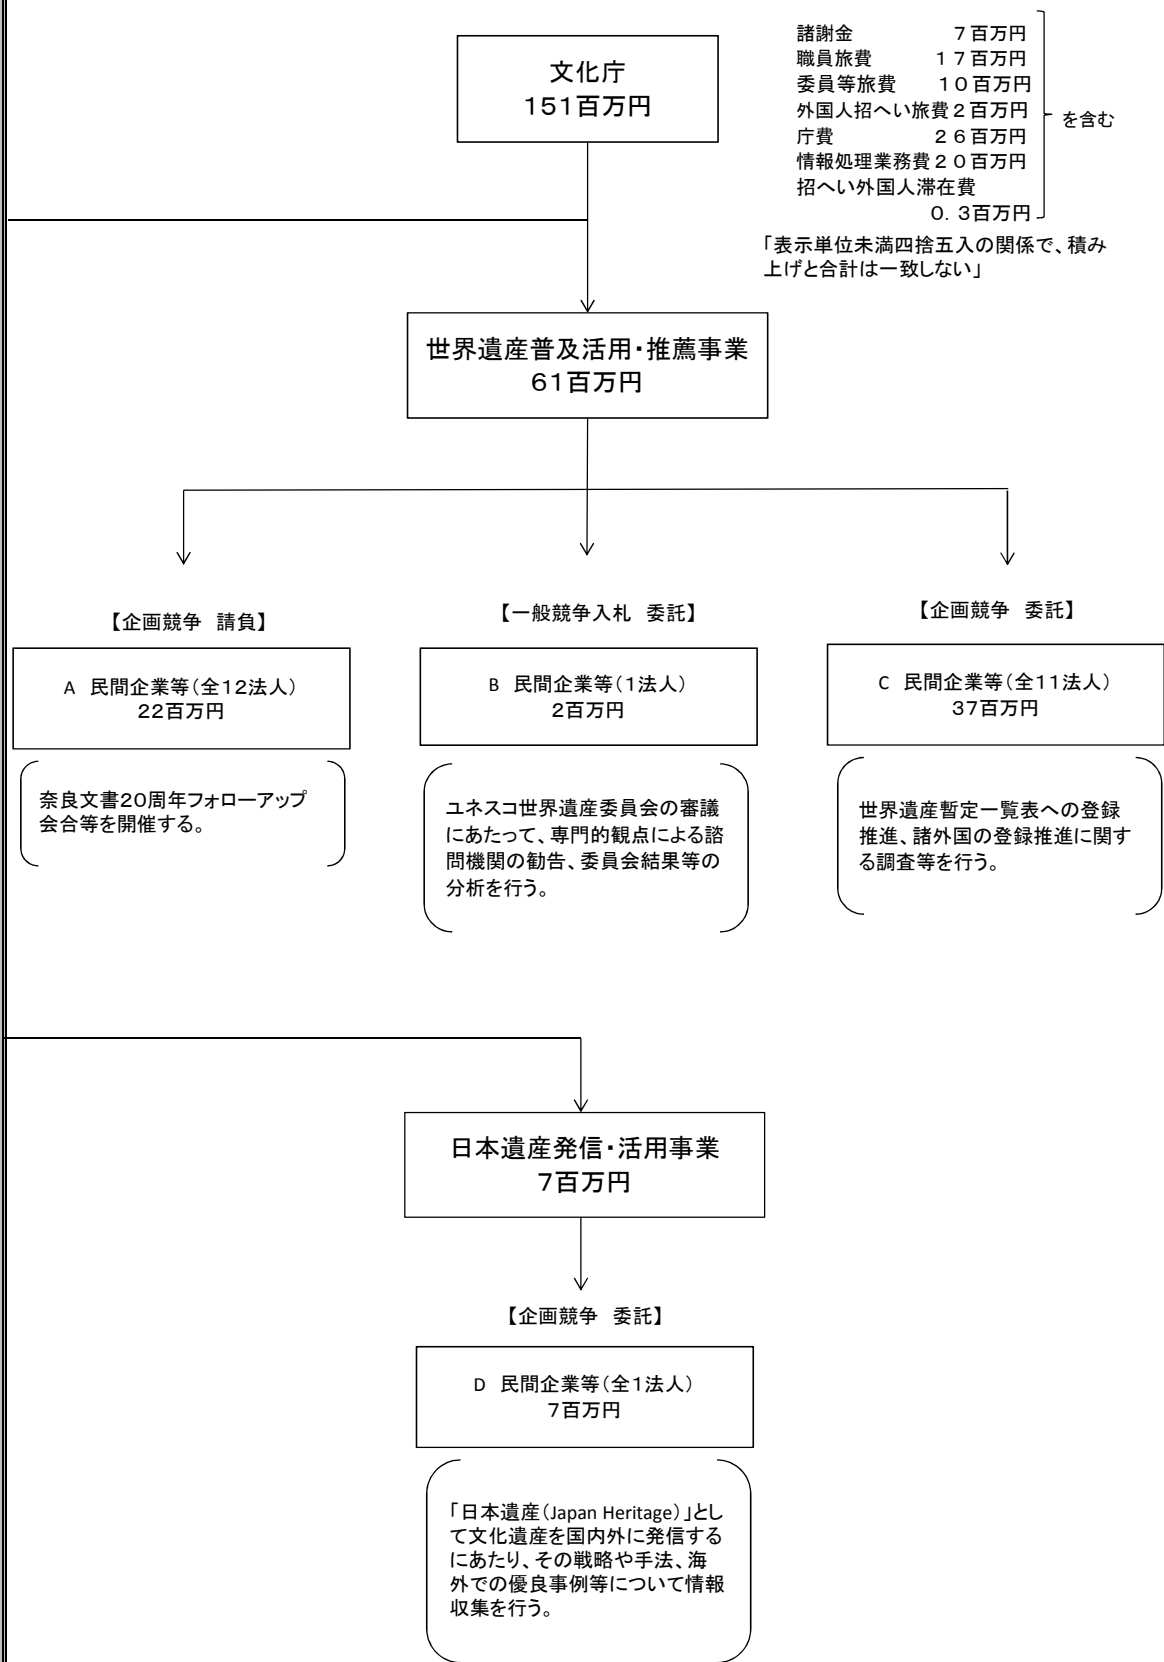 文化庁
151百万円
諸謝金　　　　　７百万円
職員旅費　　　１７百万円
委員等旅費　　１０百万円
外国人招へい旅費２百万円
庁費　　　　　２６百万円
情報処理業務費２０百万円
招へい外国人滞在費
０．３百万円
を含む
「表示単位未満四捨五入の関係で、積み
上げと合計は一致しない」
世界遺産普及活用・推薦事業
61百万円
【企画競争　請負】
A　民間企業等（全12法人）
22百万円
奈良文書20周年フォローアップ
会合等を開催する。
【一般競争入札　委託】
B　民間企業等（1法人）
2百万円
ユネスコ世界遺産委員会の審議
にあたって、専門的観点による諮
問機関の勧告、委員会結果等の
分析を行う。
【企画競争　委託】
C　民間企業等（全11法人）
37百万円
世界遺産暫定一覧表への登録
推進、諸外国の登録推進に関す
る調査等を行う。
日本遺産発信・活用事業
7百万円
【企画競争　委託】
D　民間企業等（全1法人）
7百万円
「日本遺産（Japan Heritage）」とし
て文化遺産を国内外に発信する
にあたり、その戦略や手法、海
外での優良事例等について情報
収集を行う。